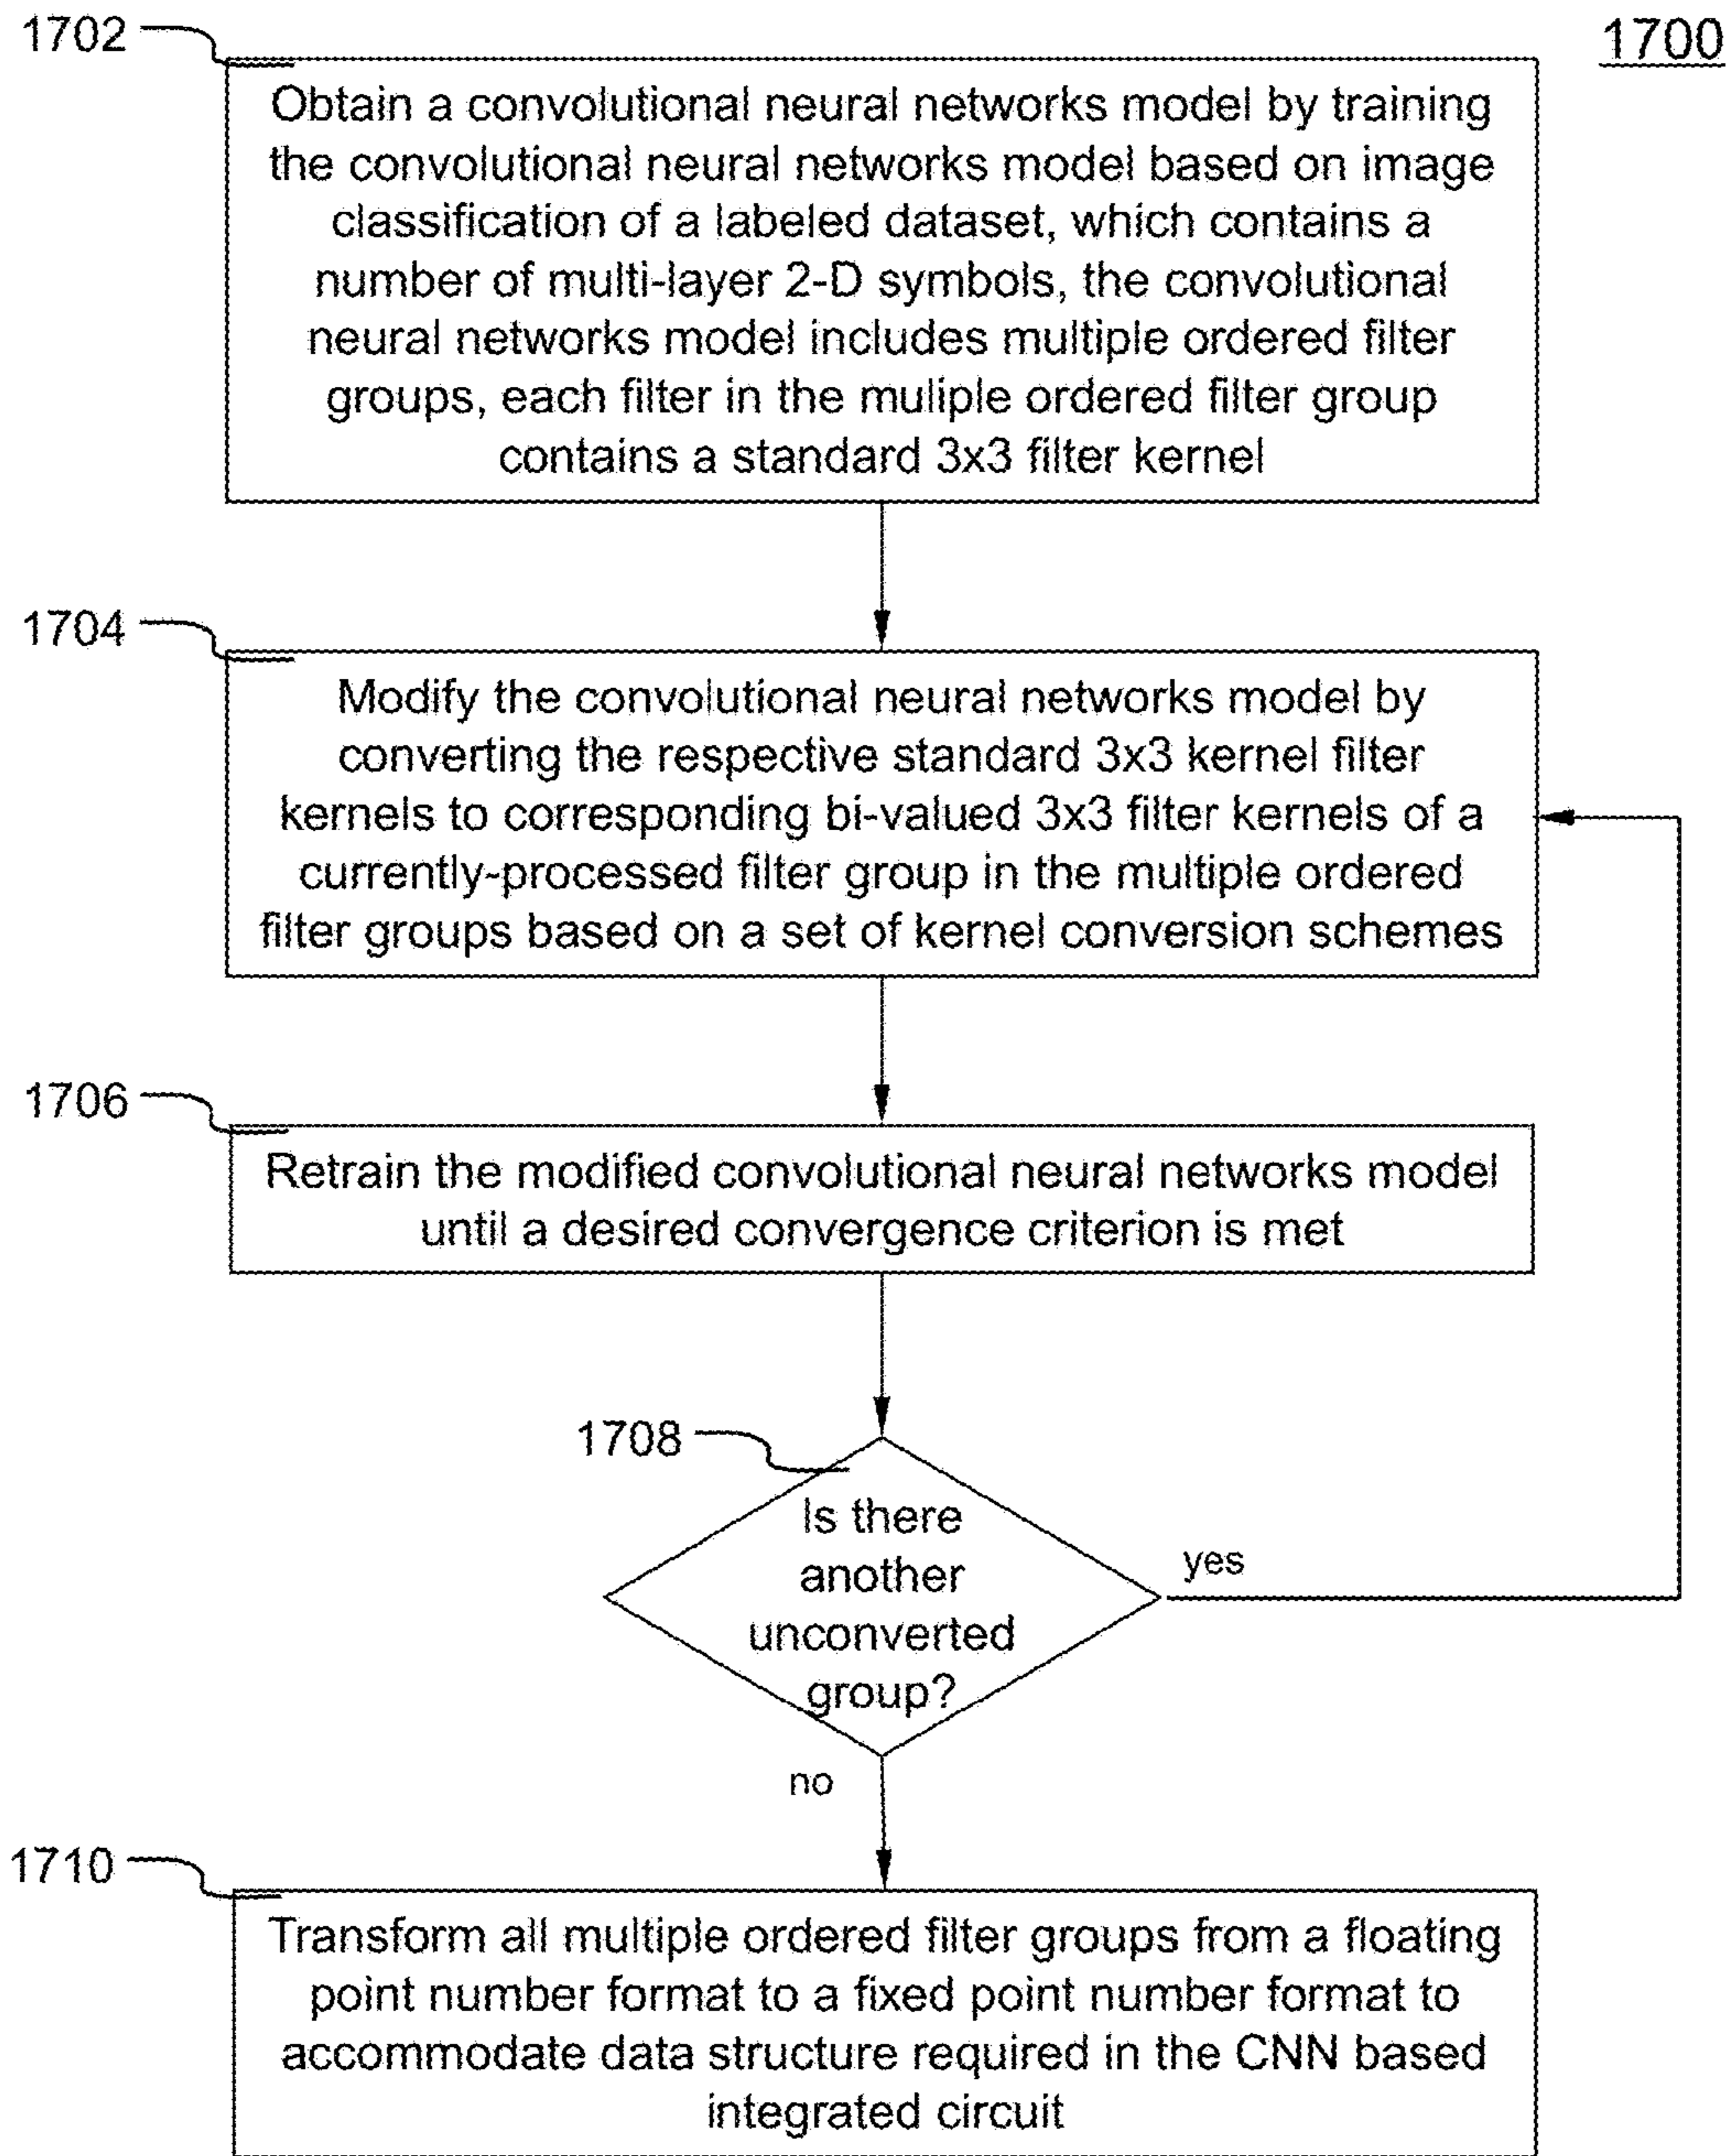 1702
1700
Obtain a convolutional neural networks model by training
the convolutional neural networks model based on image
classification of a labeled dataset, which contains a
number of multi-layer 2-D symbols, the convolutional
neural networks model includes multiple ordered filter
groups, each filter in the muliple ordered filter group
contains a standard 3x3 filter kernel
1704
Modify the convolutional neural networks model by
converting the respective standard 3x3 kernel filter
kernels to corresponding bi-valued 3x3 filter kernels of a
currently-processed filter group in the multiple ordered
filter groups based on a set of kernel conversion schemes
1706
Retrain the modified convolutional neural networks model
until a desired convergence criterion is met
1708
Is there
another
unconverted
group?
yes
no
1710
Transform all multiple ordered filter groups from a floating
point number format to a fixed point number format to
accommodate data structure required in the CNN based
integrated circuit